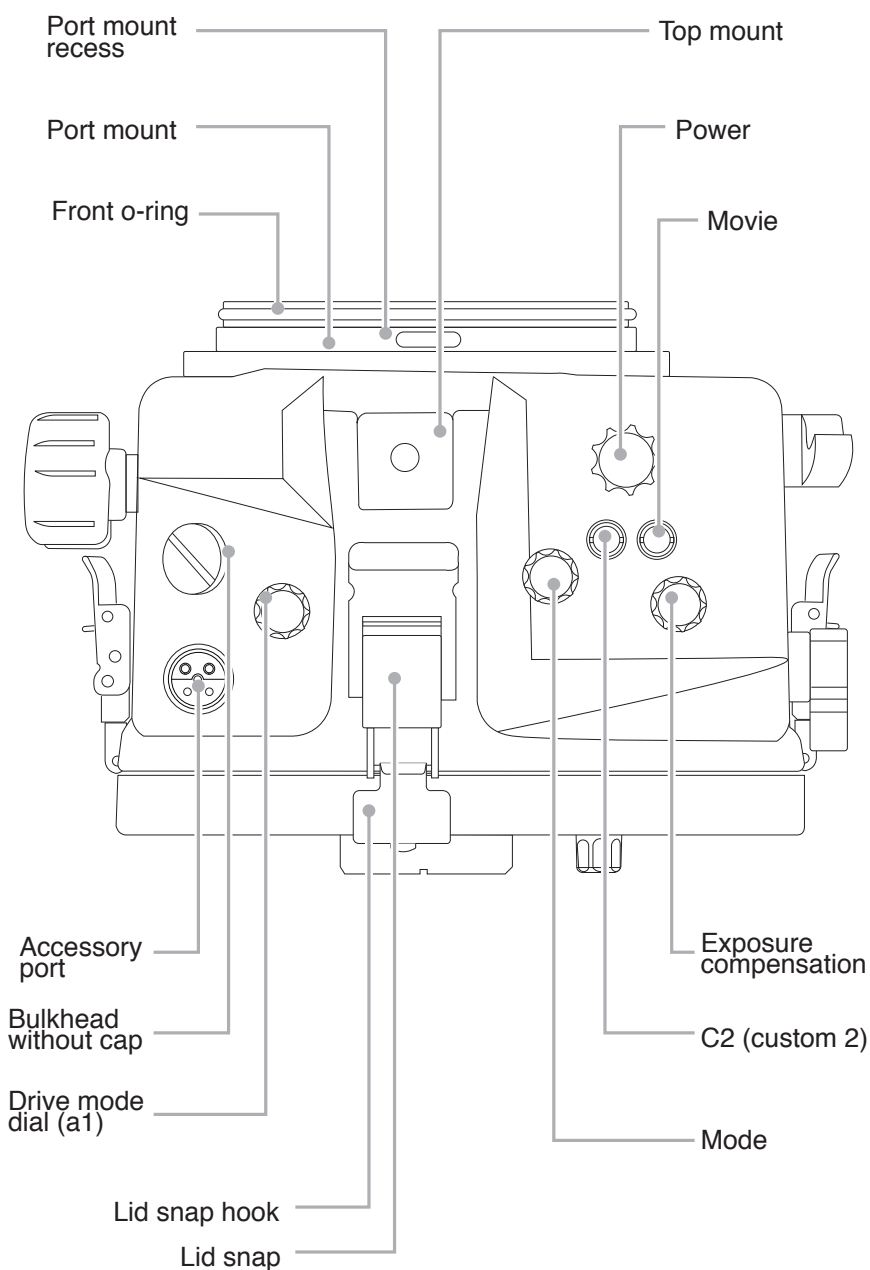 Port mount
recess
Top mount
Port mount
Power
Front o-ring
Movie
Accessory
port
Exposure
compensation
Bulkhead
without cap
C2 (custom 2)
Drive mode
dial (a1)
Mode
Lid snap hook
Lid snap